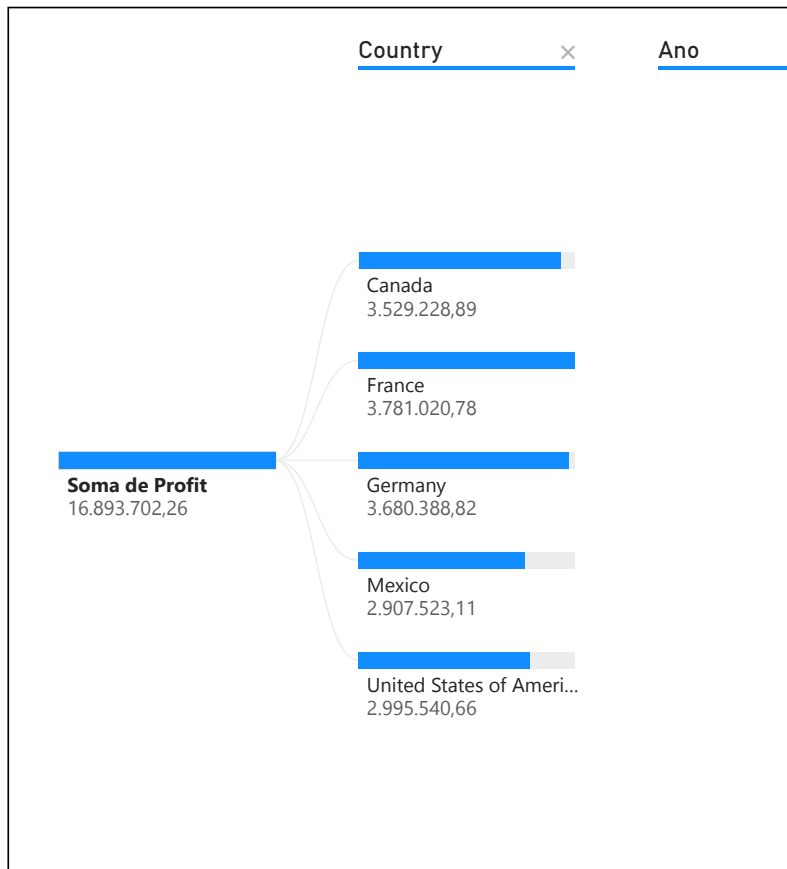 Country
Ano
Canada
3.529.228,89
France
3.781.020,78
Soma de Profit
16.893.702,26
Germany
3.680.388,82
Mexico
2.907.523,11
United States of Ameri...
2.995.540,66